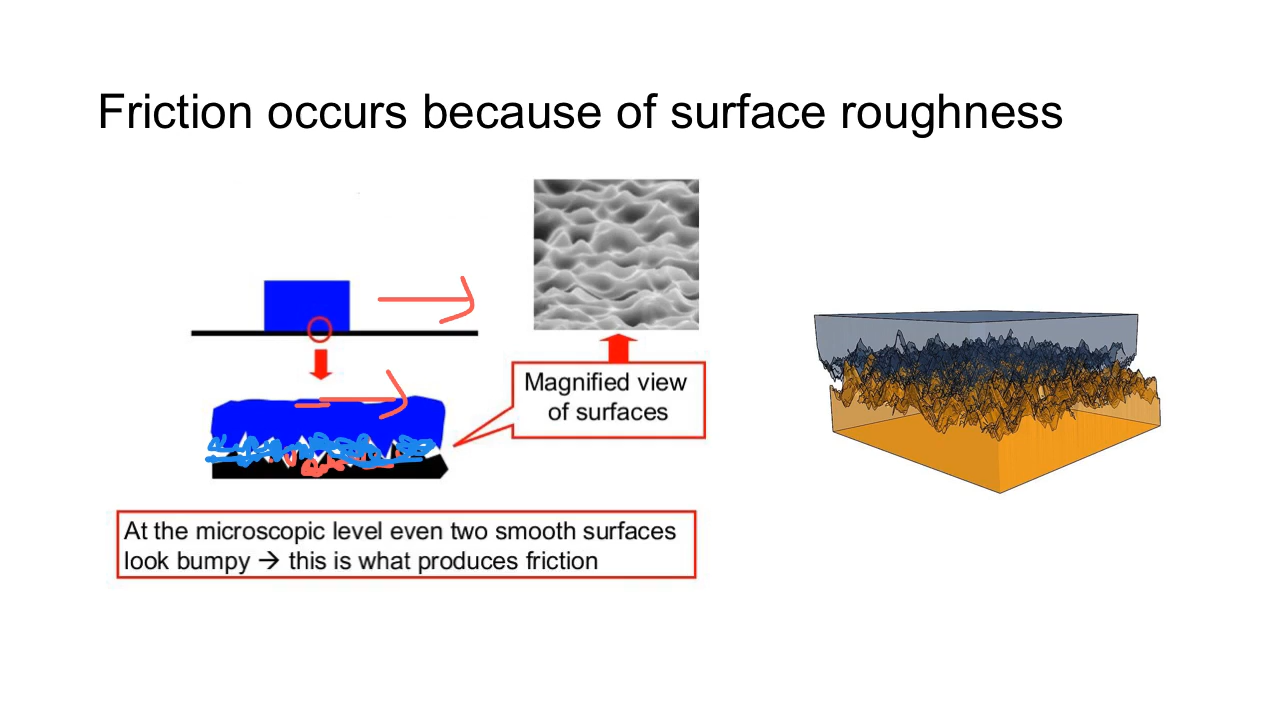 Friction occurs because of surface roughness
Magnified view
of surfaces
At the microscopic level even two smooth surfaces
look bumpy → this is what produces friction